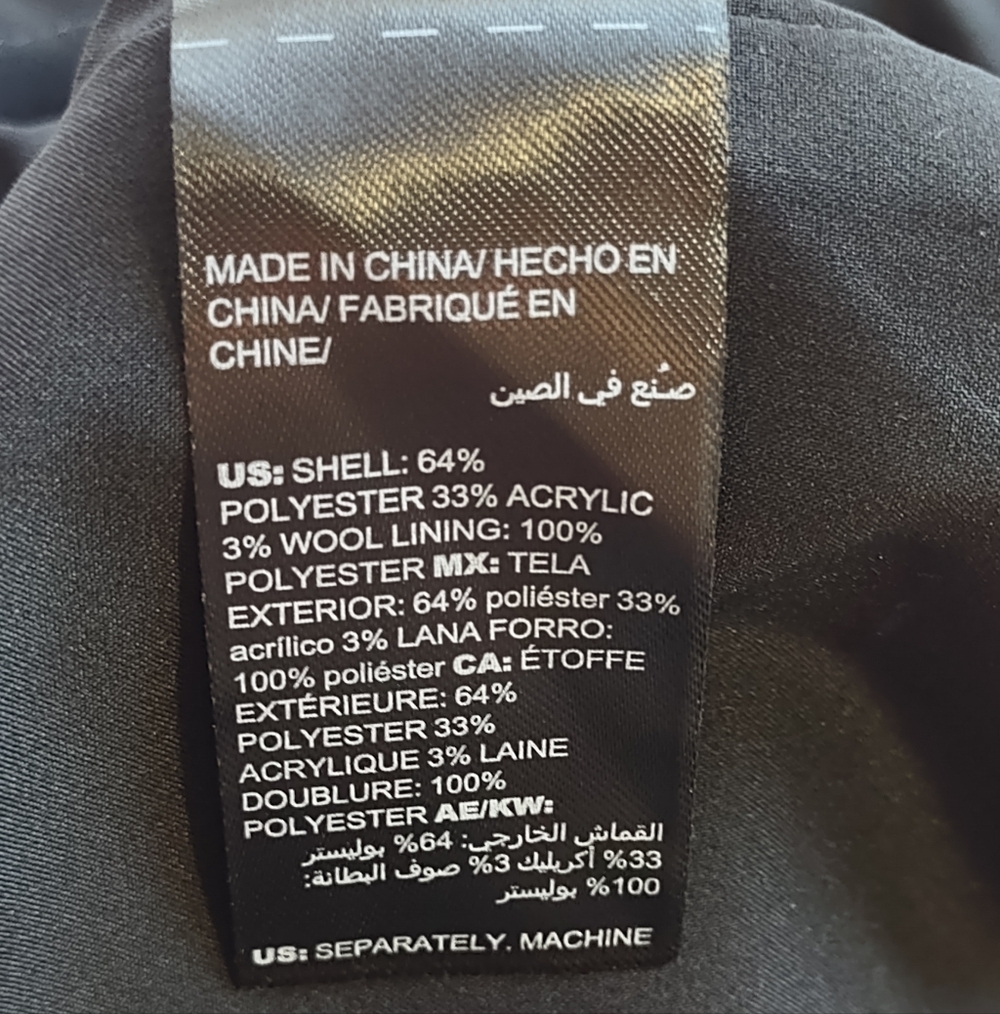 MADE IN CHINA/ HECHO EN
CHINA/ FABRIQUÉ EN
CHINE/
صُنع في الصين
US: SHELL: 64%
POLYESTER 33% ACRYLIC
3% WOOL LINING: 100%
POLYESTER MX: TELA
EXTERIOR: 64% poliéster 33%
acrílico 3% LANA FORRO:
100% poliéster CA: ÉTOFFE
EXTÉRIEURE: 64%
POLYESTER 33%
ACRYLIQUE 3% LAINE
DOUBLURE: 100%
POLYESTER AE/KW:
القماش الخارجي: 64% بوليستر
33% أكريليك 3% صوف البطانة:
100% بوليستر
US: SEPARATELY. MACHINE